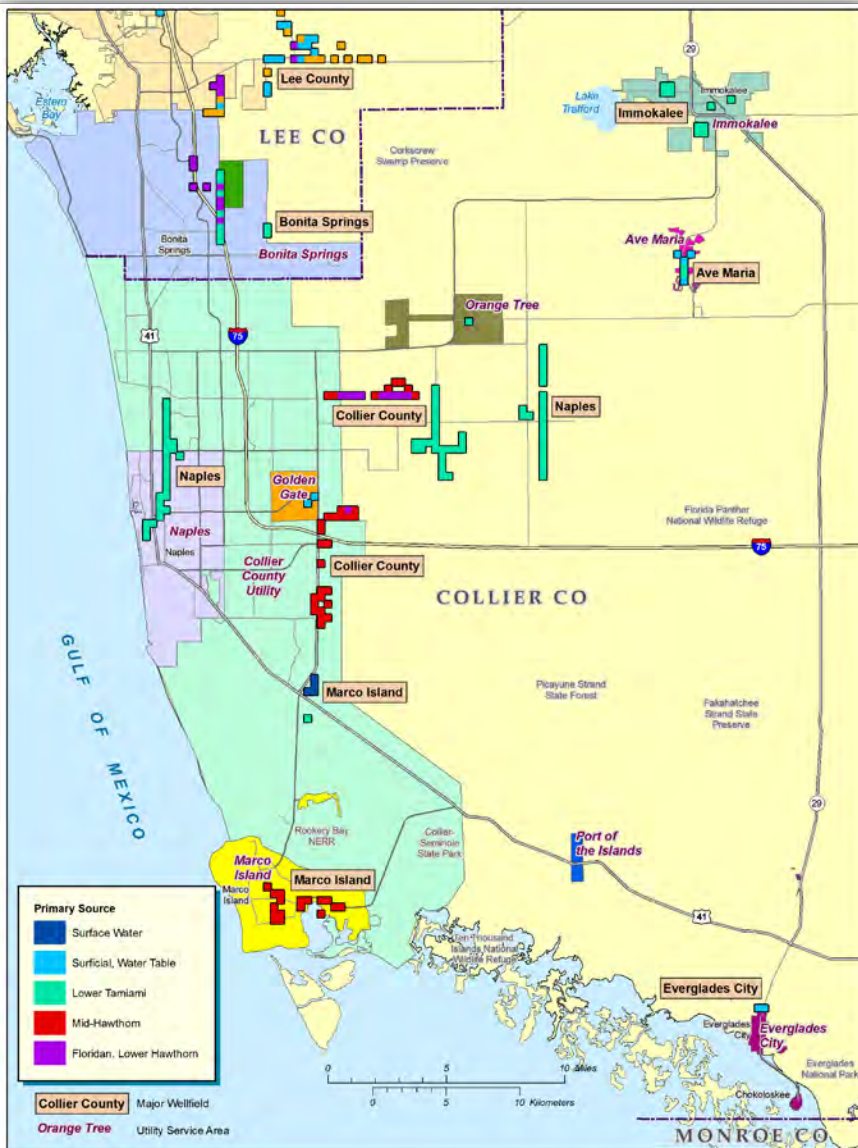 29
Estero
Bay
Lee County
LEE CO
Corkscrew
Swamp Preserve
Lake
Trafford
Immokalee
Immokalee
Immokalee
Bonita Springs
Bonita
Springs
Bonita Springs
Ave Maria
Ave Maria
Orange Tree
41
75
Collier County
Naples
Naples
Golden
Gate
Naples
Naples
Florida Panther
National Wildlife Refuge
75
Collier
County
Utility
Collier County
COLLIER CO
GULF OF MEXICO
Marco Island
Picayune Strand
State Forest
Fakahatchee
Strand State
Preserve
29
Rookery Bay
NERR
Collier-
Seminole
State Park
Port of
the Islands
Marco
Island
Marco
Island
Marco Island
41
Ten Thousand
Islands National
Wildlife Refuge
Everglades City
Everglades
City
Everglades
City
Everglades
National Park
Chokoloskee
MONROE CO
Primary Source
Surface Water
Surficial, Water Table
Lower Tamiami
Mid-Hawthorn
Floridan, Lower Hawthorn
Collier County Major Wellfield
Orange Tree Utility Service Area
0 5 10 Miles
0 5 10 Kilometers